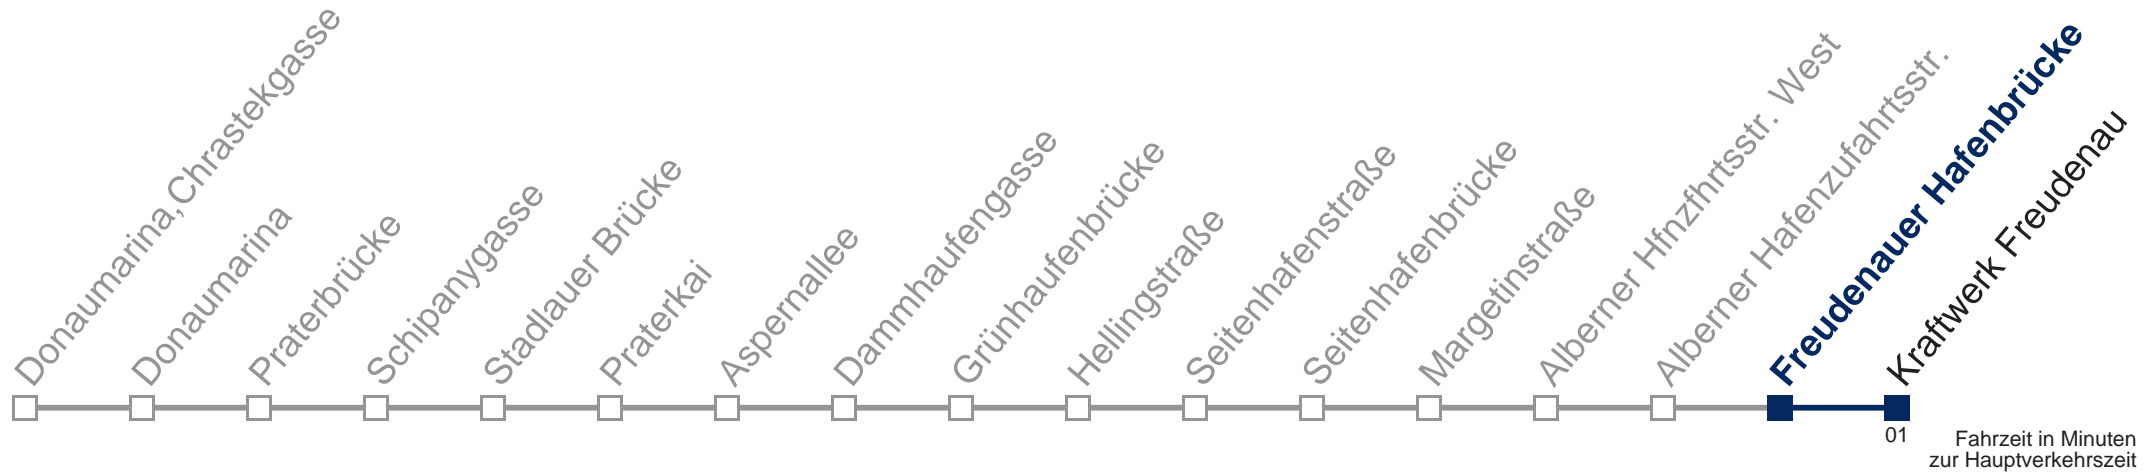 Donaumarina, Chrastekgasse
Donaumarina
Praterbrücke
Schipanygasse
Stadlauer Brücke
Praterkai
Aspernallee
Dammhaufengasse
Grünhaufenbrücke
Hellingstraße
Seitenhafenstraße
Seitenhafenbrücke
Margetinstraße
Alberner Hfnzfhrtsstr. West
Alberner Hafenzufahrtsstr.
Freudenauer Hafenbrücke
Kraftwerk Freudenau
01
Fahrzeit in Minuten
zur Hauptverkehrszeit